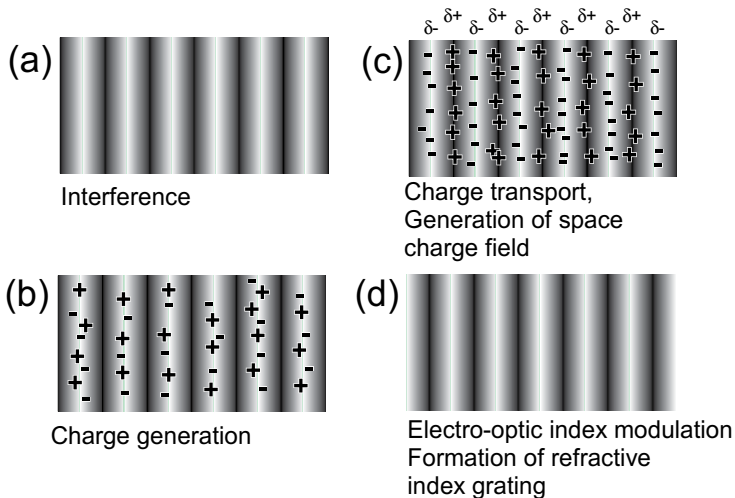 (a)
Interference
(b)
Charge generation
δ- δ+ δ- δ+ δ- δ+ δ- δ+ δ- δ+ δ-
(c)
Charge transport,
Generation of space
charge field
(d)
Electro-optic index modulation
Formation of refractive
index grating